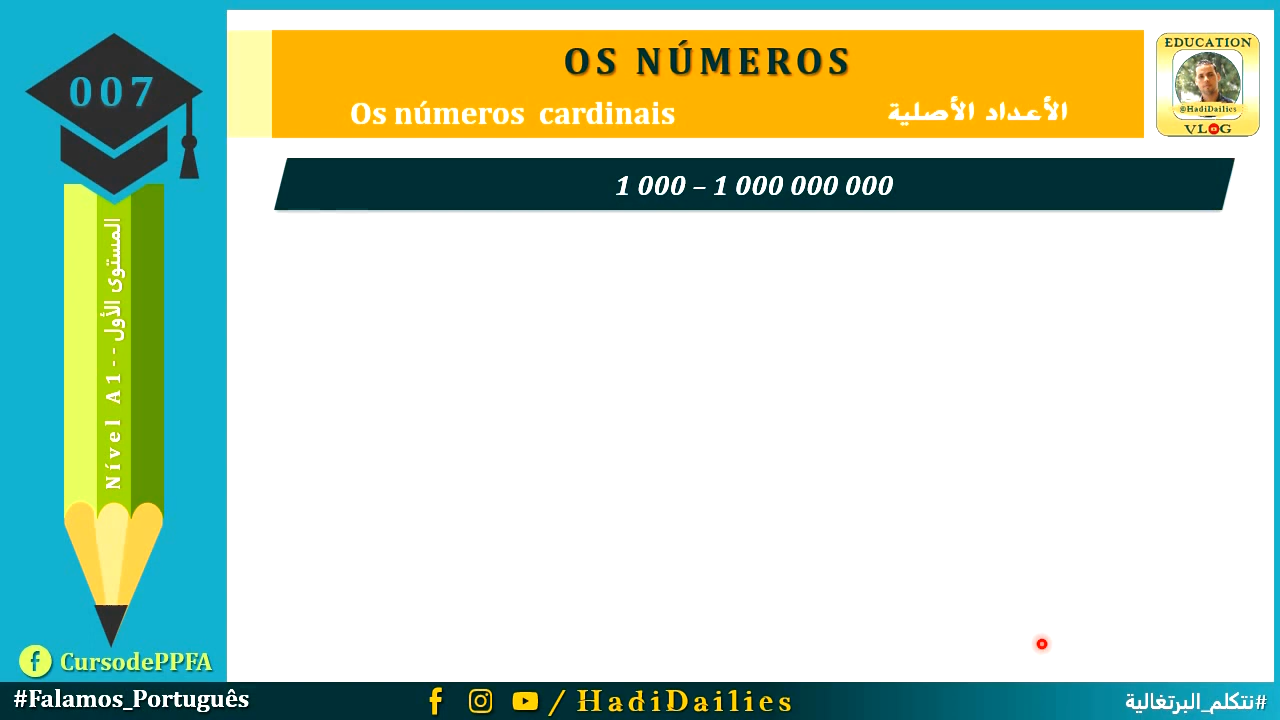 007
OS NÚMEROS
Os números cardinais
الأعداد الأصلية
EDUCATION
@HadiDailies
VLOG
1 000 – 1 000 000 000
Nível A1 - - المستوى الأول
CursodePPFA
#Falamos_Português
/ HadiDailies
#نتكلم_البرتغالية